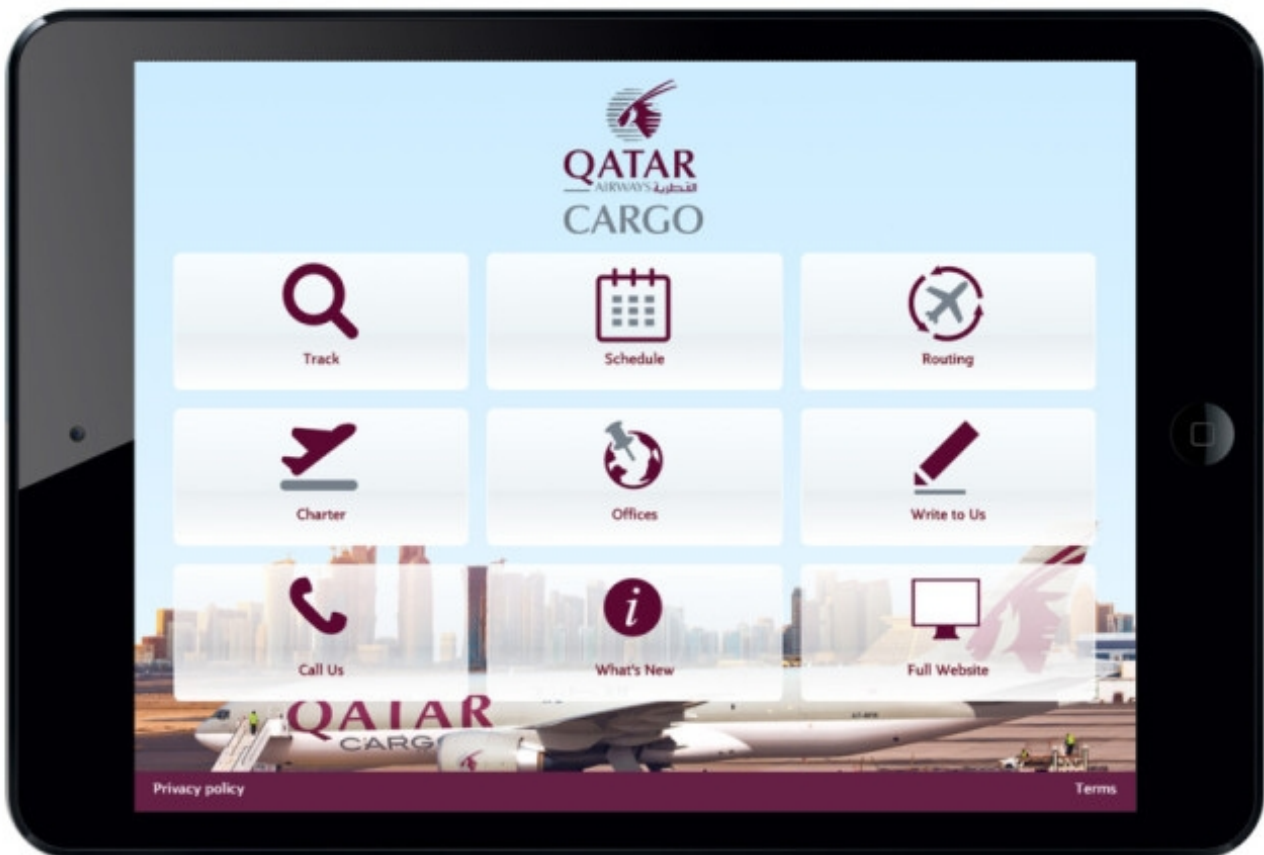 QATAR
AIRWAYS القطرية
CARGO
Track
Schedule
Routing
Charter
Offices
Write to Us
Call Us
What's New
Full Website
QATAR
CARGO
Privacy policy
Terms